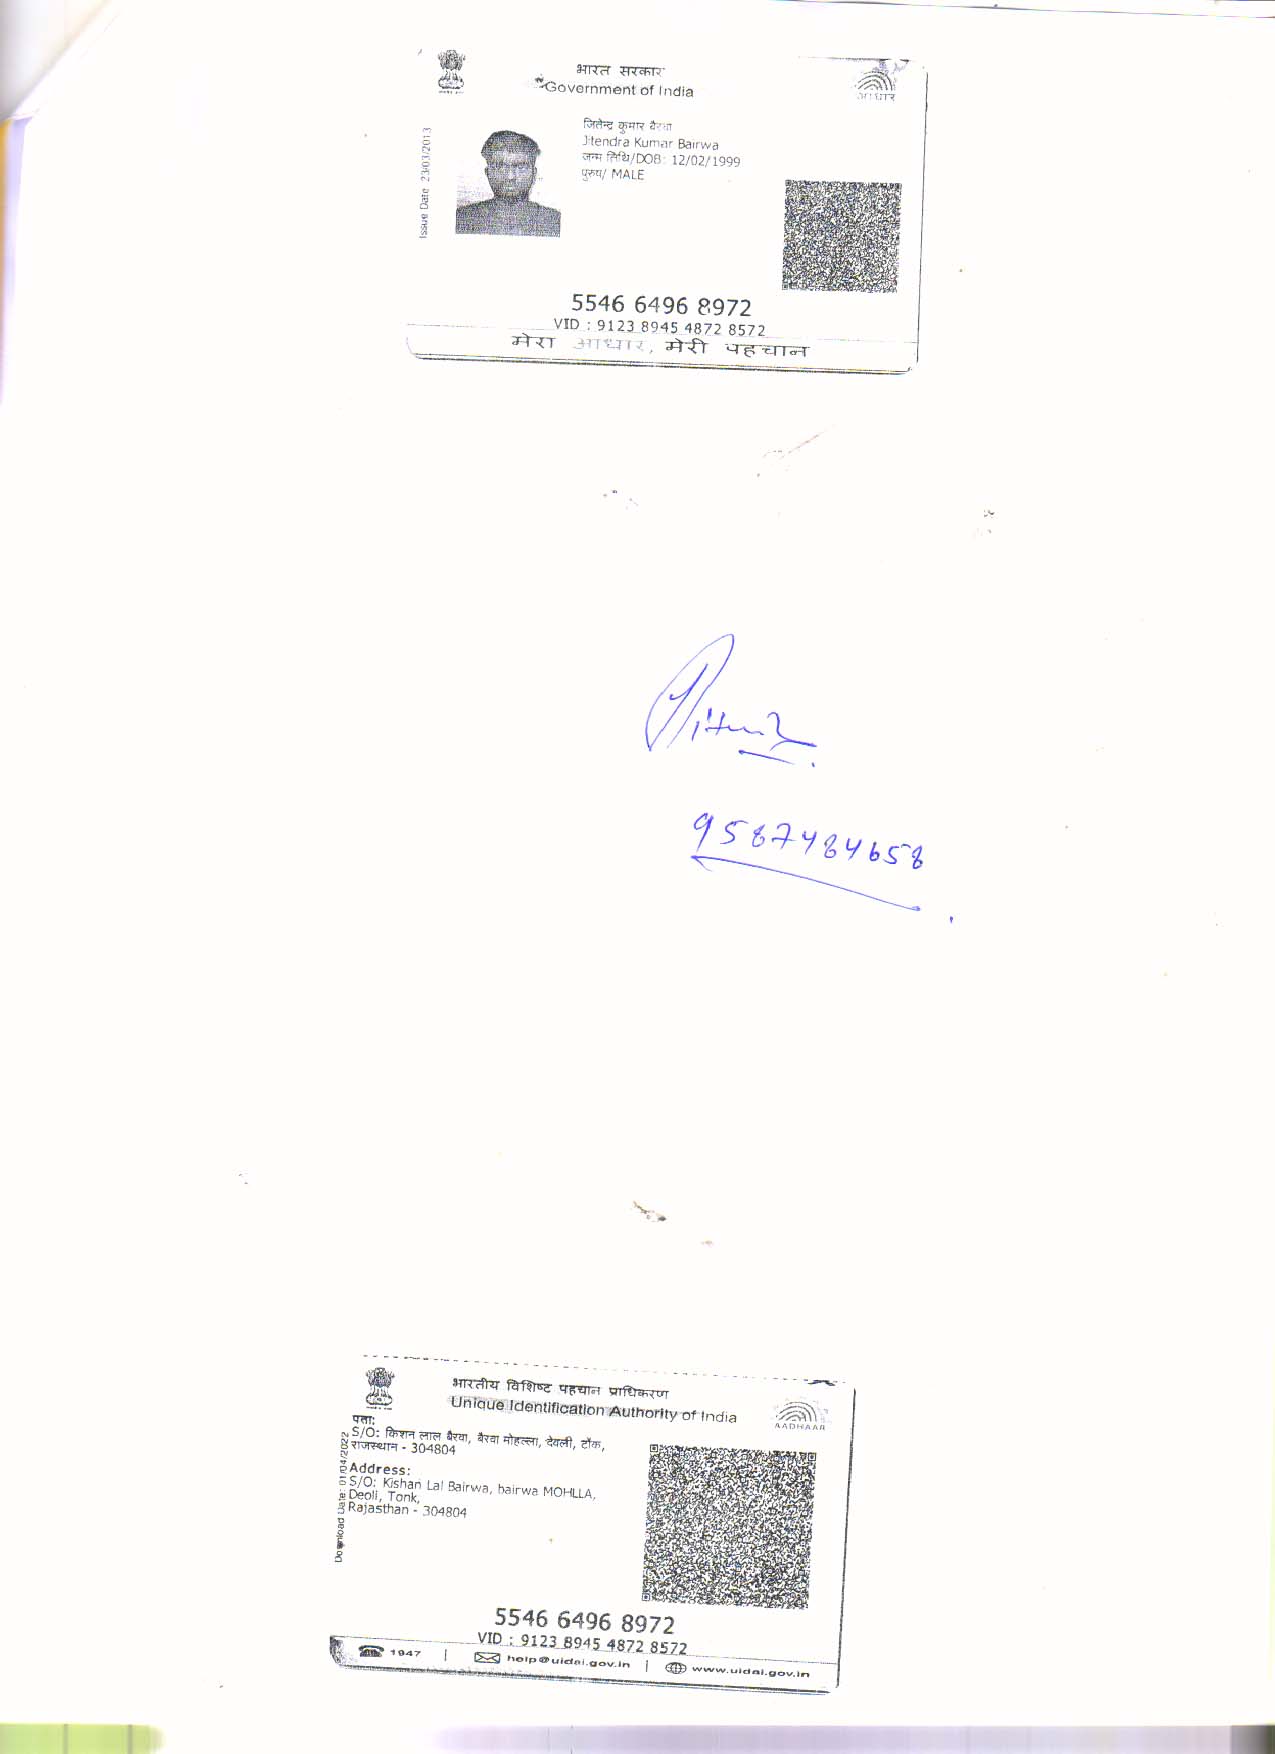 भारत सरकार
Government of India
आधार
Issue Date 23/03/2013
जितेन्द्र कुमार बैरवा
Jitendra Kumar Bairwa
जन्म तिथि/DOB: 12/02/1999
पुरुष/ MALE
5546 6496 8972
VID : 9123 8945 4872 8572
मेरा आधार, मेरी पहचान
9587484658
भारतीय विशिष्ट पहचान प्राधिकरण
Unique Identification Authority of India
AADHAAR
Download Date: 01/04/2022
पता:
S/O: किशन लाल बैरवा, बैरवा मोहल्ला, देवली, टोंक,
राजस्थान - 304804
Address:
S/O: Kishan Lal Bairwa, bairwa MOHLLA,
Deoli, Tonk,
Rajasthan - 304804
5546 6496 8972
VID : 9123 8945 4872 8572
1947 | help@uidai.gov.in | www.uidai.gov.in